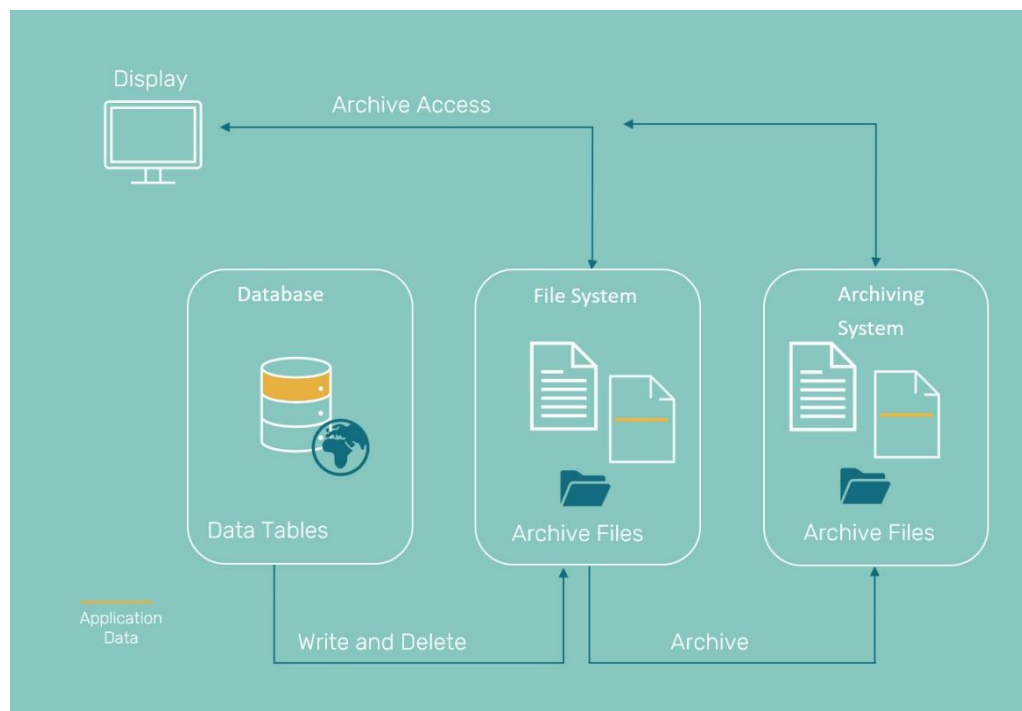 Display
Archive Access
Database
File System
Archiving
System
Data Tables
Archive Files
Archive Files
Application
Data
Write and Delete
Archive